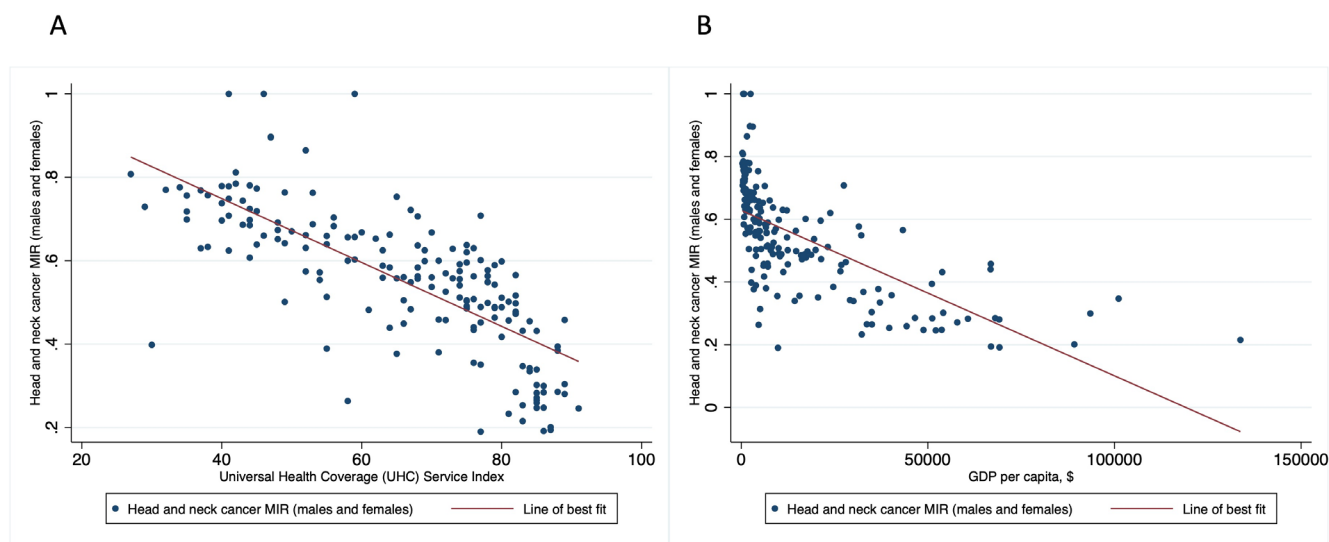 A
B
Head and neck cancer MIR (males and females)
1
.8
.6
.4
.2
20
40
60
80
100
Universal Health Coverage (UHC) Service Index
Head and neck cancer MIR (males and females)
Line of best fit
Head and neck cancer MIR (males and females)
1
.8
.6
.4
.2
0
0
50000
100000
150000
GDP per capita, $
Head and neck cancer MIR (males and females)
Line of best fit